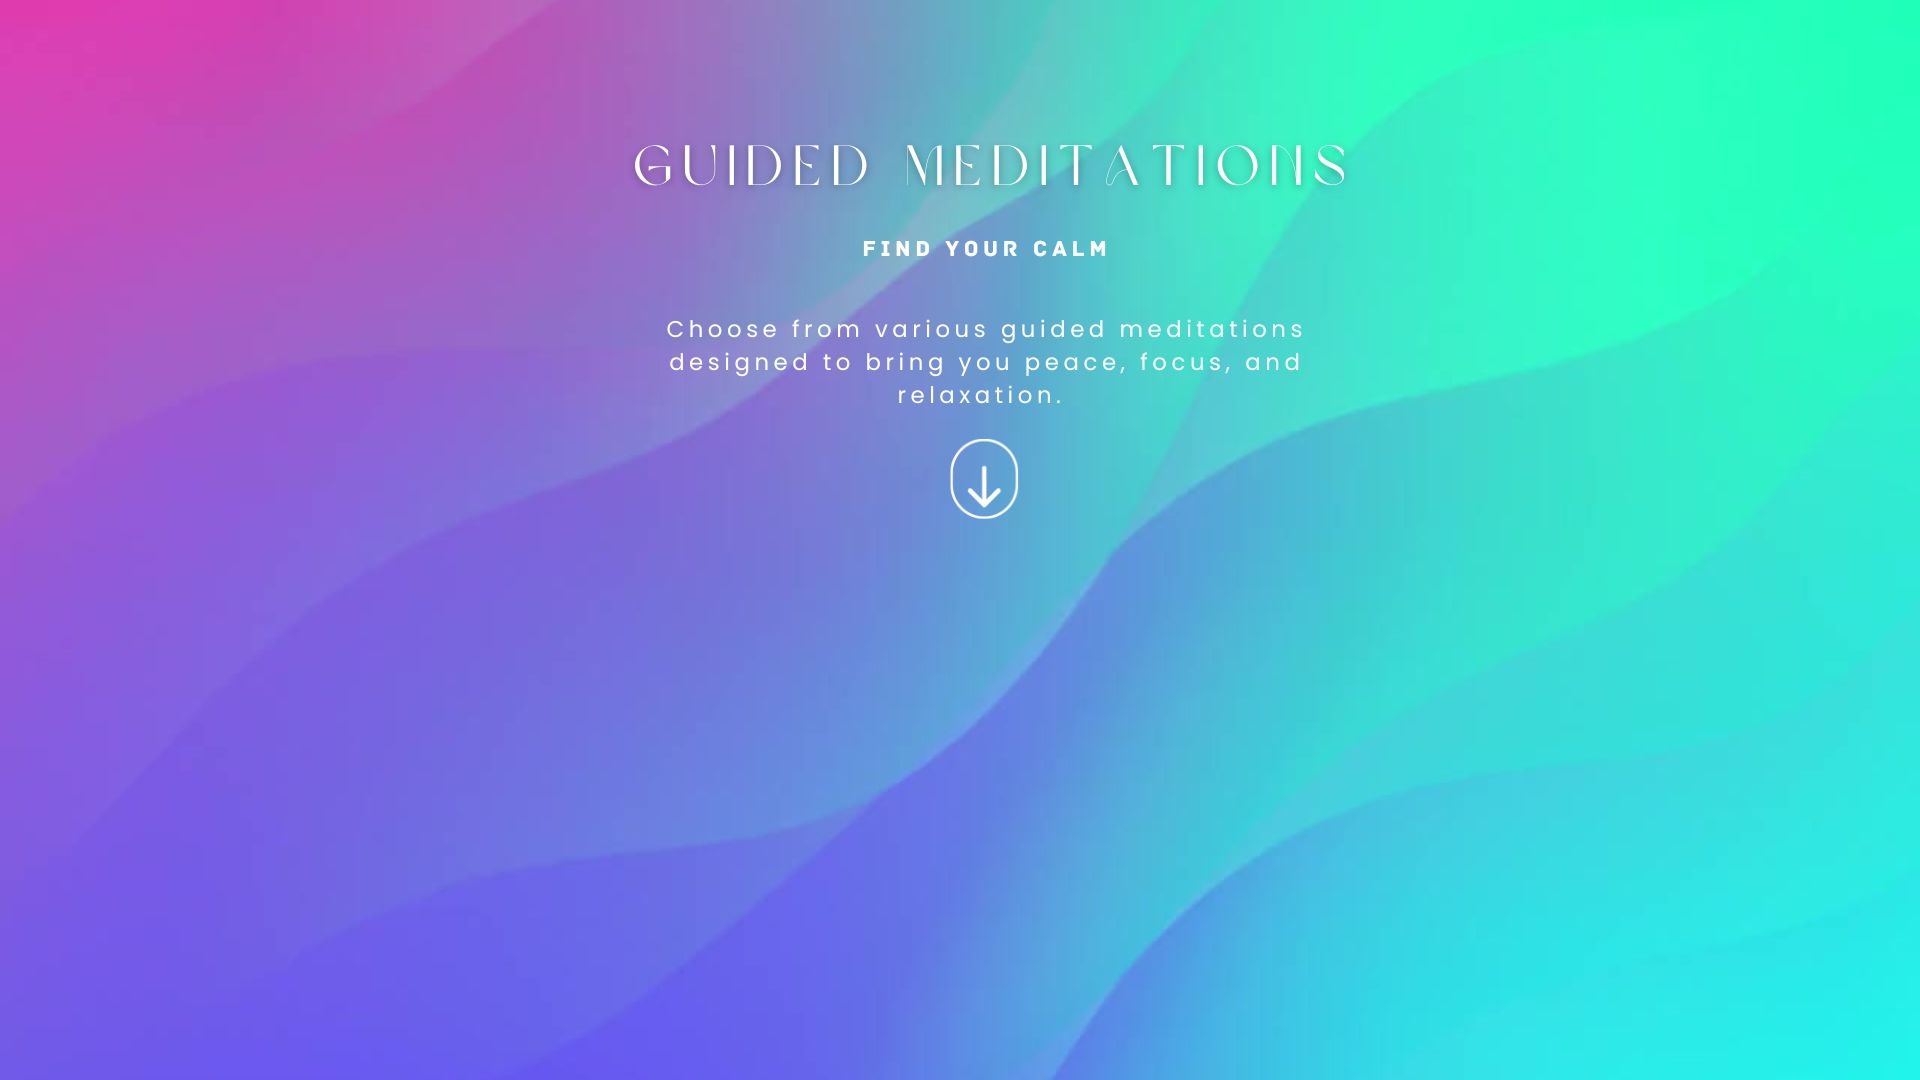 GUIDED MEDITATIONS
FIND YOUR CALM
Choose from various guided meditations
designed to bring you peace, focus, and
relaxation.